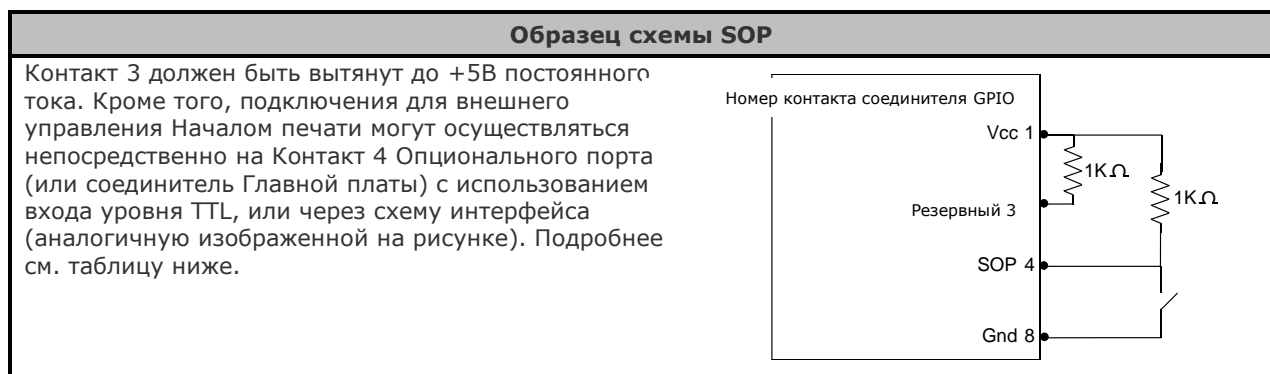 Образец схемы SOP
Контакт 3 должен быть вытянут до +5В постоянного
тока. Кроме того, подключения для внешнего
управления Началом печати могут осуществляться
непосредственно на Контакт 4 Опционального порта
(или соединитель Главной платы) с использованием
входа уровня TTL, или через схему интерфейса
(аналогичную изображенной на рисунке). Подробнее
см. таблицу ниже.
Номер контакта соединителя GPIO
Vcc 1
1KΩ
1KΩ
Резервный 3
SOP 4
Gnd 8